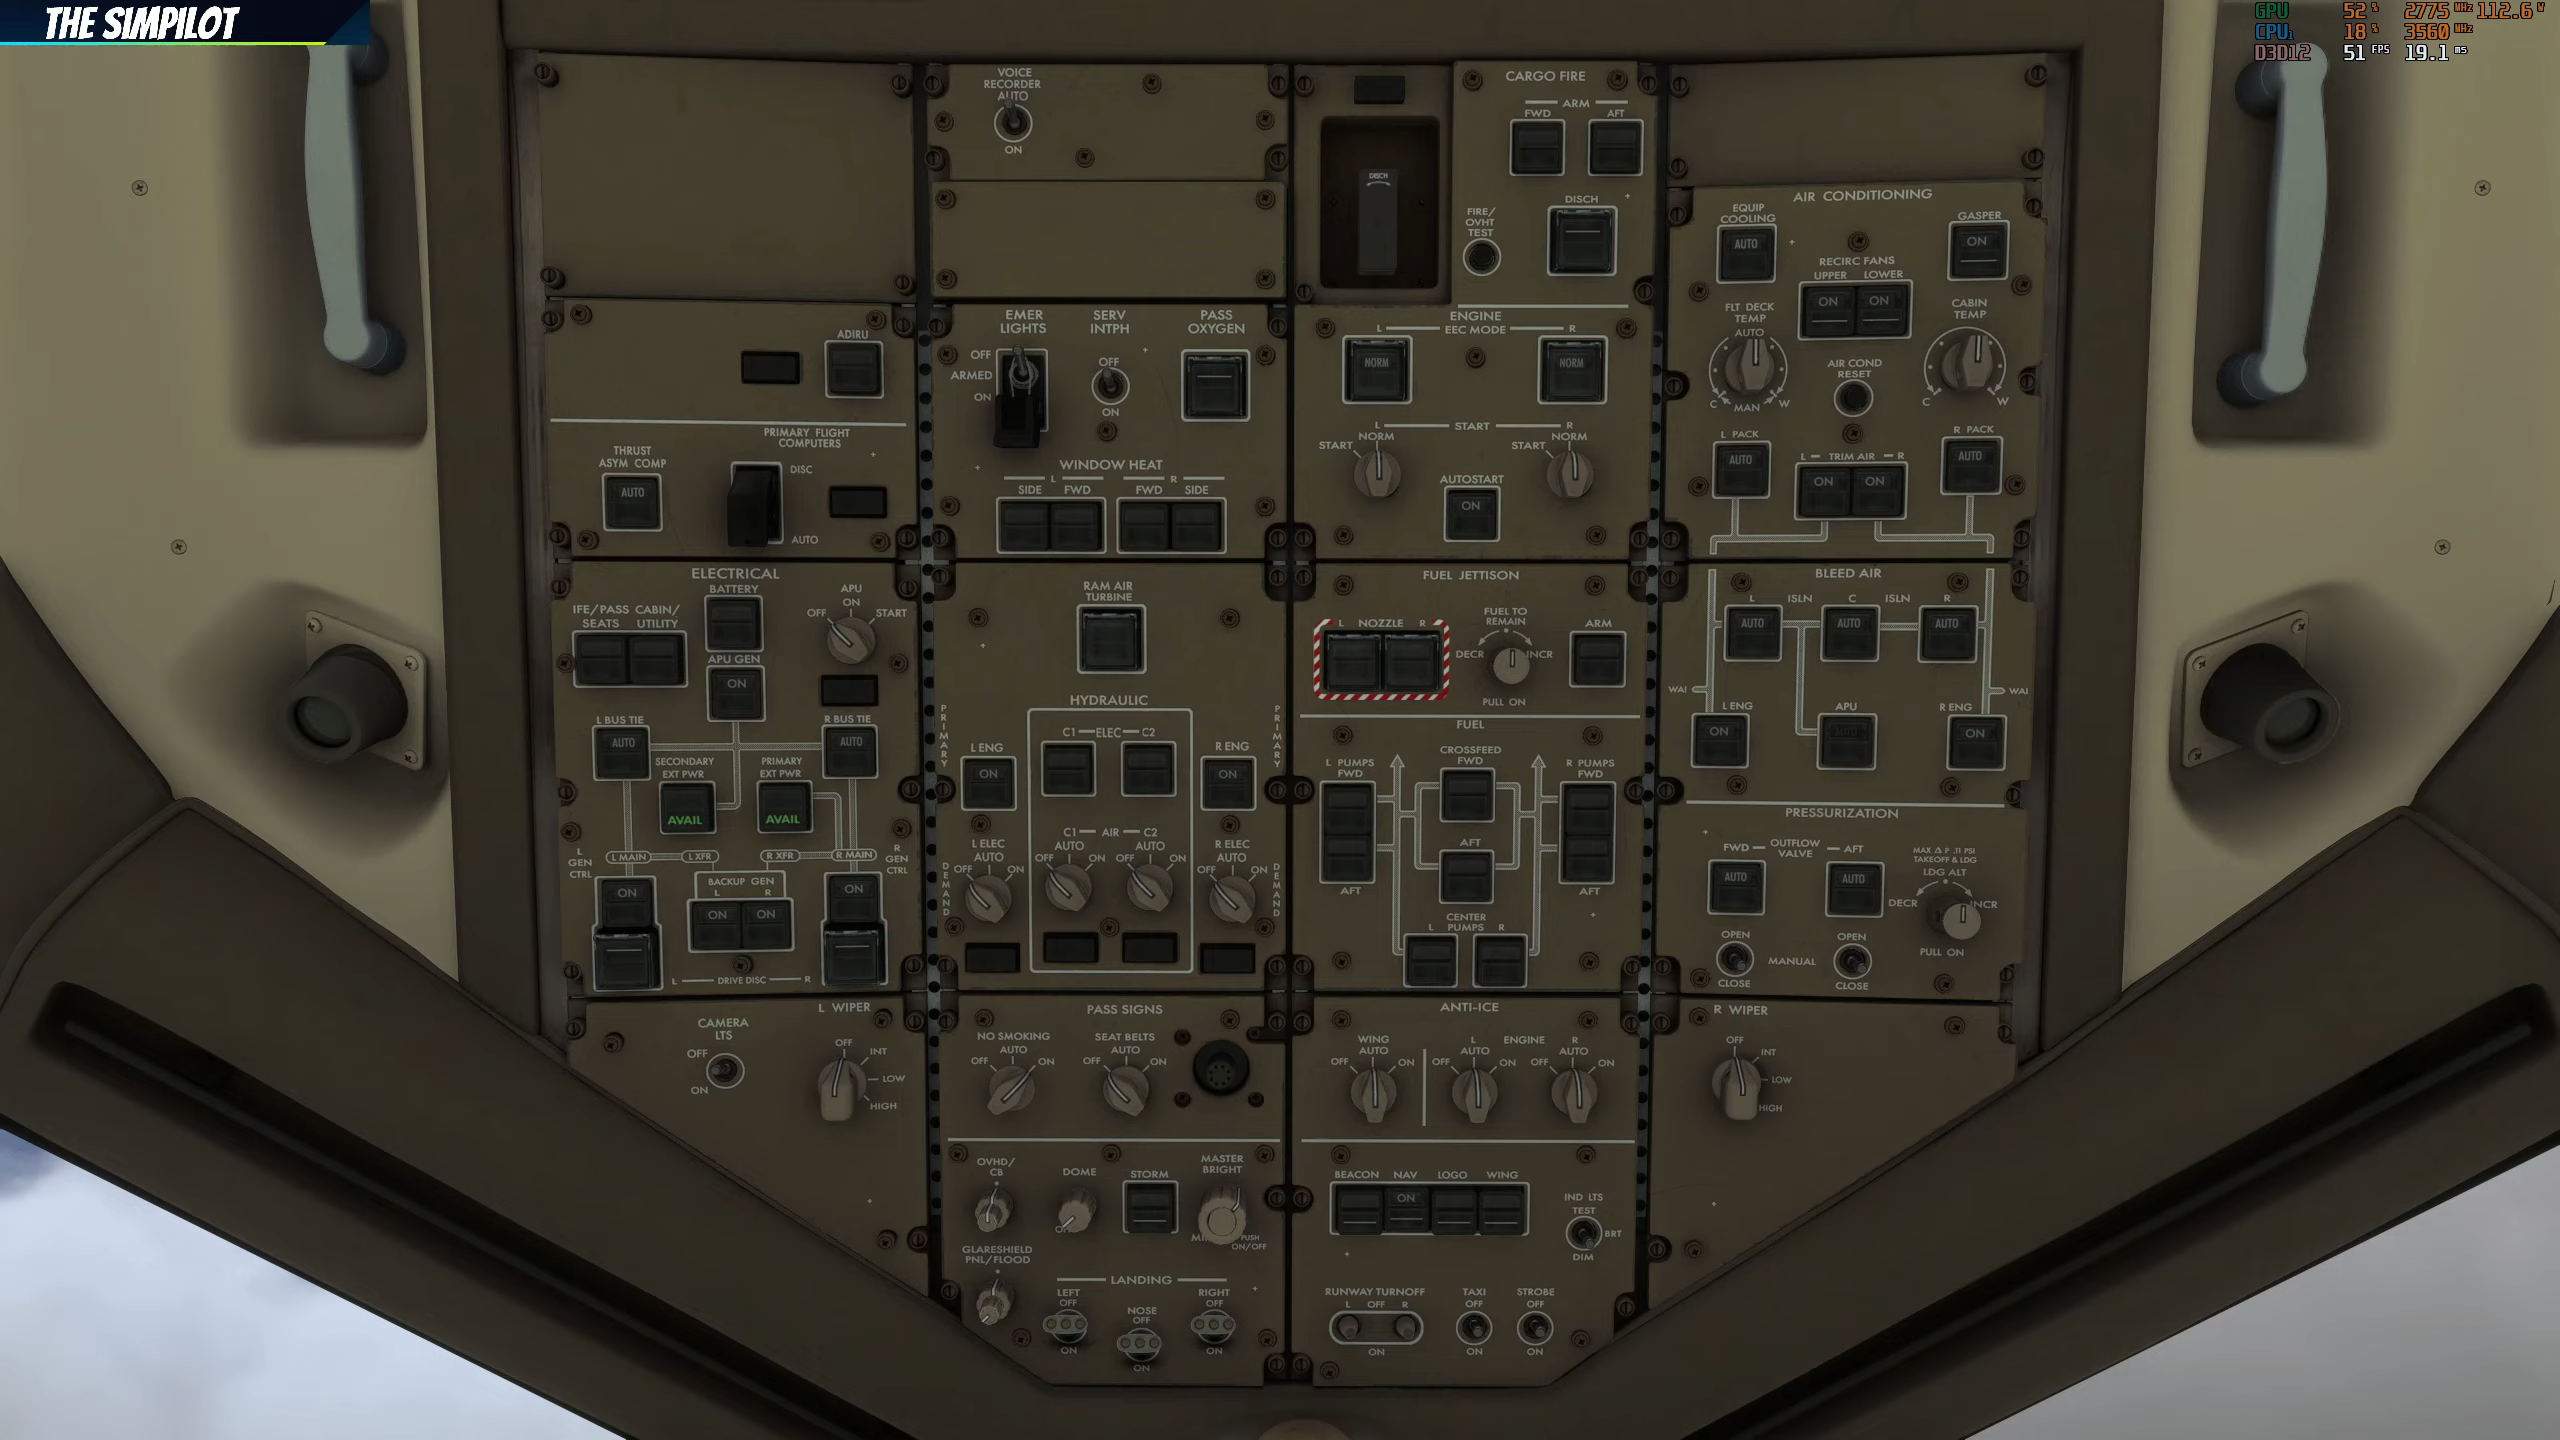 THE SIMPILOT
GPU 52 % 2775 MHz 112.6 W
CPU1 18 % 3560 MHz
D3D12 51 FPS 19.1 ms
VOICE
RECORDER
AUTO
ON
CARGO FIRE
ARM
FWD AFT
DISCH
DISCH
FIRE/
OVHT
TEST
AIR CONDITIONING
EQUIP
COOLING
AUTO
GASPER
ON
RECIRC FANS
UPPER LOWER
ON ON
FLT DECK
TEMP
AUTO
C MAN W
AIR COND
RESET
CABIN
TEMP
C W
L PACK
AUTO
R PACK
AUTO
L TRIM AIR R
ON ON
ADIRU
PRIMARY FLIGHT
COMPUTERS
DISC
AUTO
THRUST
ASYM COMP
AUTO
EMER
LIGHTS
OFF
ARMED
ON
SERV
INTPH
OFF
ON
PASS
OXYGEN
WINDOW HEAT
L R
SIDE FWD FWD SIDE
ENGINE
L EEC MODE R
NORM NORM
L START R
START NORM START NORM
AUTOSTART
ON
ELECTRICAL
BATTERY
IFE/PASS CABIN/
SEATS UTILITY
APU
OFF ON START
APU GEN
ON
L BUS TIE
AUTO
R BUS TIE
AUTO
SECONDARY
EXT PWR
AVAIL
PRIMARY
EXT PWR
AVAIL
L MAIN L XFR R XFR R MAIN
L
GEN
CTRL
ON
R
GEN
CTRL
ON
BACKUP GEN
L R
ON ON
L DRIVE DISC R
RAM AIR
TURBINE
HYDRAULIC
PRIMARY
PRIMARY
L ENG
ON
C1 ELEC C2
R ENG
ON
DEMAND
DEMAND
L ELEC
AUTO
OFF ON
C1 AIR C2
AUTO AUTO
OFF ON OFF ON
R ELEC
AUTO
OFF ON
FUEL JETTISON
L NOZZLE R
FUEL TO
REMAIN
DECR INCR
PULL ON
ARM
FUEL
L PUMPS
FWD
AFT
CROSSFEED
FWD
AFT
R PUMPS
FWD
AFT
CENTER
L PUMPS R
BLEED AIR
L ISLN C ISLN R
AUTO AUTO AUTO
WAI WAI
L ENG
ON
APU
AUTO
R ENG
ON
PRESSURIZATION
FWD OUTFLOW AFT
VALVE
AUTO AUTO
MAX Δ P .11 PSI
TAKEOFF & LDG
LDG ALT
DECR INCR
PULL ON
OPEN OPEN
MANUAL
CLOSE CLOSE
L WIPER
CAMERA
LTS
OFF
ON
OFF
INT
LOW
HIGH
PASS SIGNS
NO SMOKING
AUTO
OFF ON
SEAT BELTS
AUTO
OFF ON
ANTI-ICE
WING
AUTO
OFF ON
L ENGINE R
AUTO AUTO
OFF ON OFF ON
R WIPER
OFF
INT
LOW
HIGH
OVHD/
CB
DOME
STORM
MASTER
BRIGHT
PUSH
ON/OFF
GLARESHIELD
PNL/FLOOD
LANDING
LEFT
OFF
ON
NOSE
OFF
ON
RIGHT
OFF
ON
BEACON NAV LOGO WING
ON
IND LTS
TEST
BRT
DIM
RUNWAY TURNOFF
L OFF R
ON
TAXI
OFF
ON
STROBE
OFF
ON